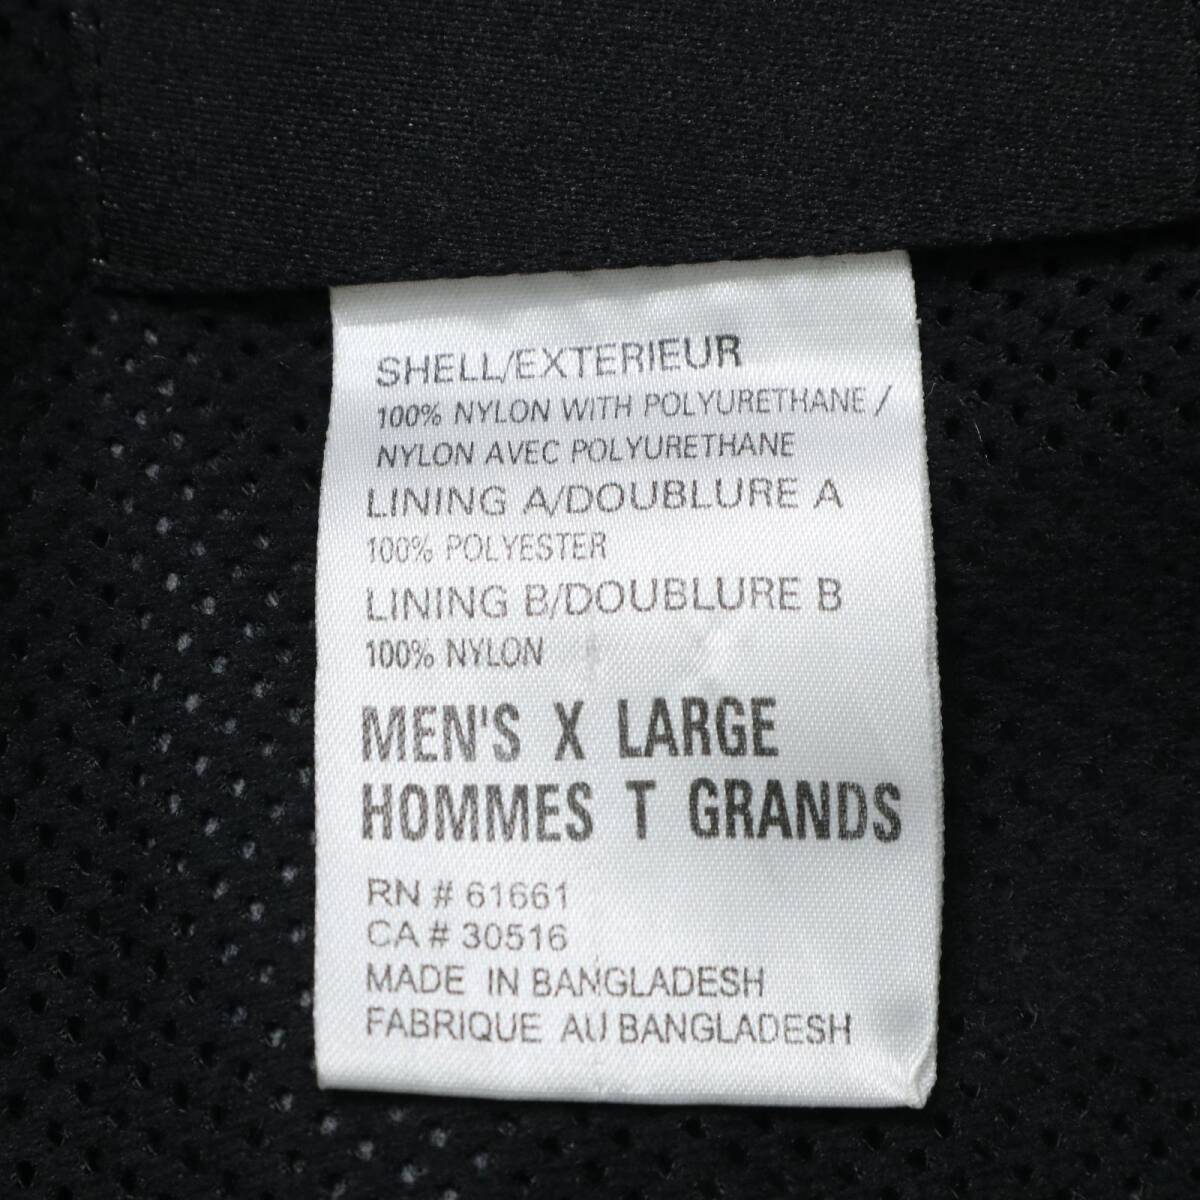 SHELL/EXTERIEUR
100% NYLON WITH POLYURETHANE /
NYLON AVEC POLYURETHANE
LINING A/DOUBLURE A
100% POLYESTER
LINING B/DOUBLURE B
100% NYLON
MEN'S X LARGE
HOMMES T GRANDS
RN # 61661
CA # 30516
MADE IN BANGLADESH
FABRIQUE AU BANGLADESH